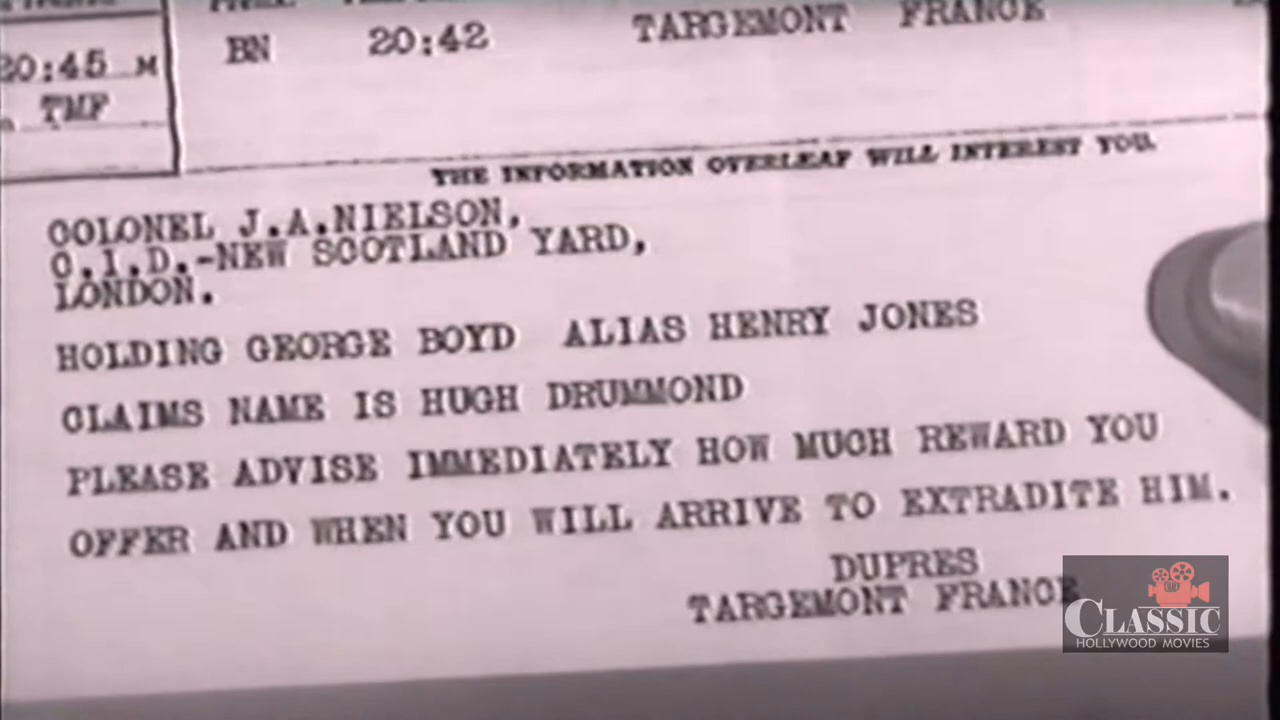 20:45 M
TMF
BN 20:42 TARGEMONT FRANCE
THE INFORMATION OVERLEAF WILL INTEREST YOU.
COLONEL J.A.NIELSON,
C.I.D.-NEW SCOTLAND YARD,
LONDON.
HOLDING GEORGE BOYD ALIAS HENRY JONES
CLAIMS NAME IS HUGH DRUMMOND
PLEASE ADVISE IMMEDIATELY HOW MUCH REWARD YOU
OFFER AND WHEN YOU WILL ARRIVE TO EXTRADITE HIM.
DUPRES
TARGEMONT FRANCE
CLASSIC
HOLLYWOOD MOVIES